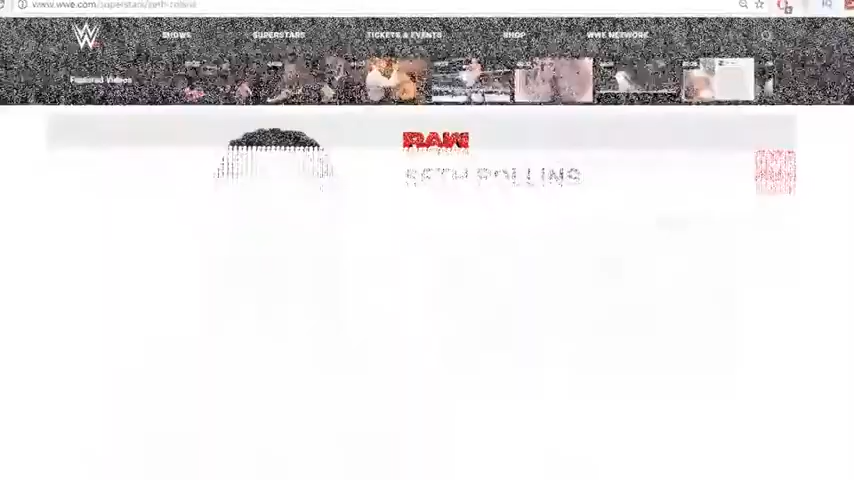 www.wwe.com/superstars/seth-rollins
SHOWS SUPERSTARS TICKETS & EVENTS SHOP WWE NETWORK
Featured Videos
RAW
SETH ROLLINS